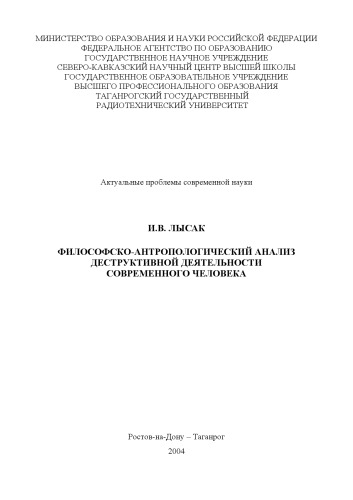 МИНИСТЕРСТВО ОБРАЗОВАНИЯ И НАУКИ РОССИЙСКОЙ ФЕДЕРАЦИИ
ФЕДЕРАЛЬНОЕ АГЕНТСТВО ПО ОБРАЗОВАНИЮ
ГОСУДАРСТВЕННОЕ НАУЧНОЕ УЧРЕЖДЕНИЕ
СЕВЕРО-КАВКАЗСКИЙ НАУЧНЫЙ ЦЕНТР ВЫСШЕЙ ШКОЛЫ
ГОСУДАРСТВЕННОЕ ОБРАЗОВАТЕЛЬНОЕ УЧРЕЖДЕНИЕ
ВЫСШЕГО ПРОФЕССИОНАЛЬНОГО ОБРАЗОВАНИЯ
ТАГАНРОГСКИЙ ГОСУДАРСТВЕННЫЙ
РАДИОТЕХНИЧЕСКИЙ УНИВЕРСИТЕТ
Актуальные проблемы современной науки
И.В. ЛЫСАК
ФИЛОСОФСКО-АНТРОПОЛОГИЧЕСКИЙ АНАЛИЗ
ДЕСТРУКТИВНОЙ ДЕЯТЕЛЬНОСТИ
СОВРЕМЕННОГО ЧЕЛОВЕКА
Ростов-на-Дону – Таганрог
2004